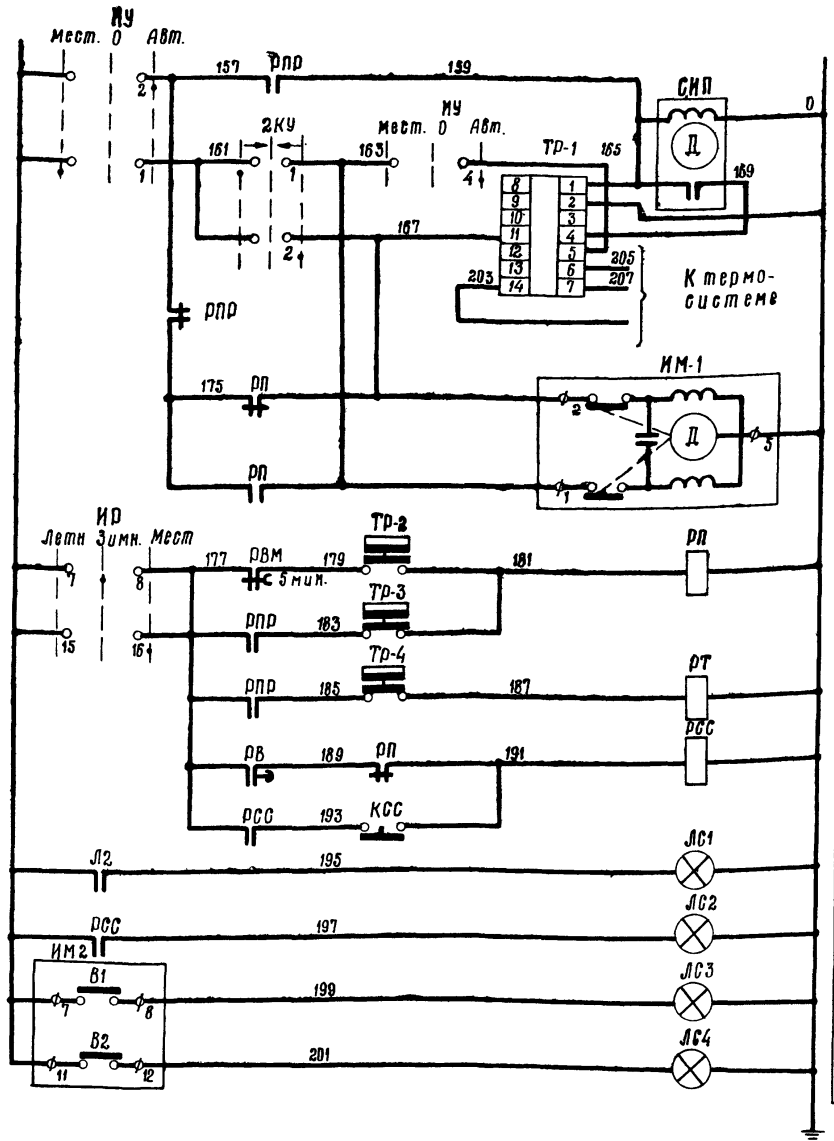 ИУ
Мест. О Авт.
157
РПР
159
СИП
О
2
Д
161
2КУ
ИУ
Мест. О Авт.
163
ТР-1
165
169
1
1
4
8
9
10
11
12
13
14
1
2
3
4
5
6
7
167
2
203
205
207
К термо-
системе
РПР
ИМ-1
175
РП
2
Д
5
РП
1
ИР
Летн Зимн. Мест
177
РВМ
179
ТР-2
181
РП
7
8
5 мин.
РПР
183
ТР-3
15
16
РПР
185
ТР-4
187
РТ
РСС
РВ
189
РП
191
РСС
193
КСС
Л2
195
ЛС1
РСС
197
ЛС2
ИМ2
В1
199
ЛС3
7
8
В2
201
ЛС4
11
12